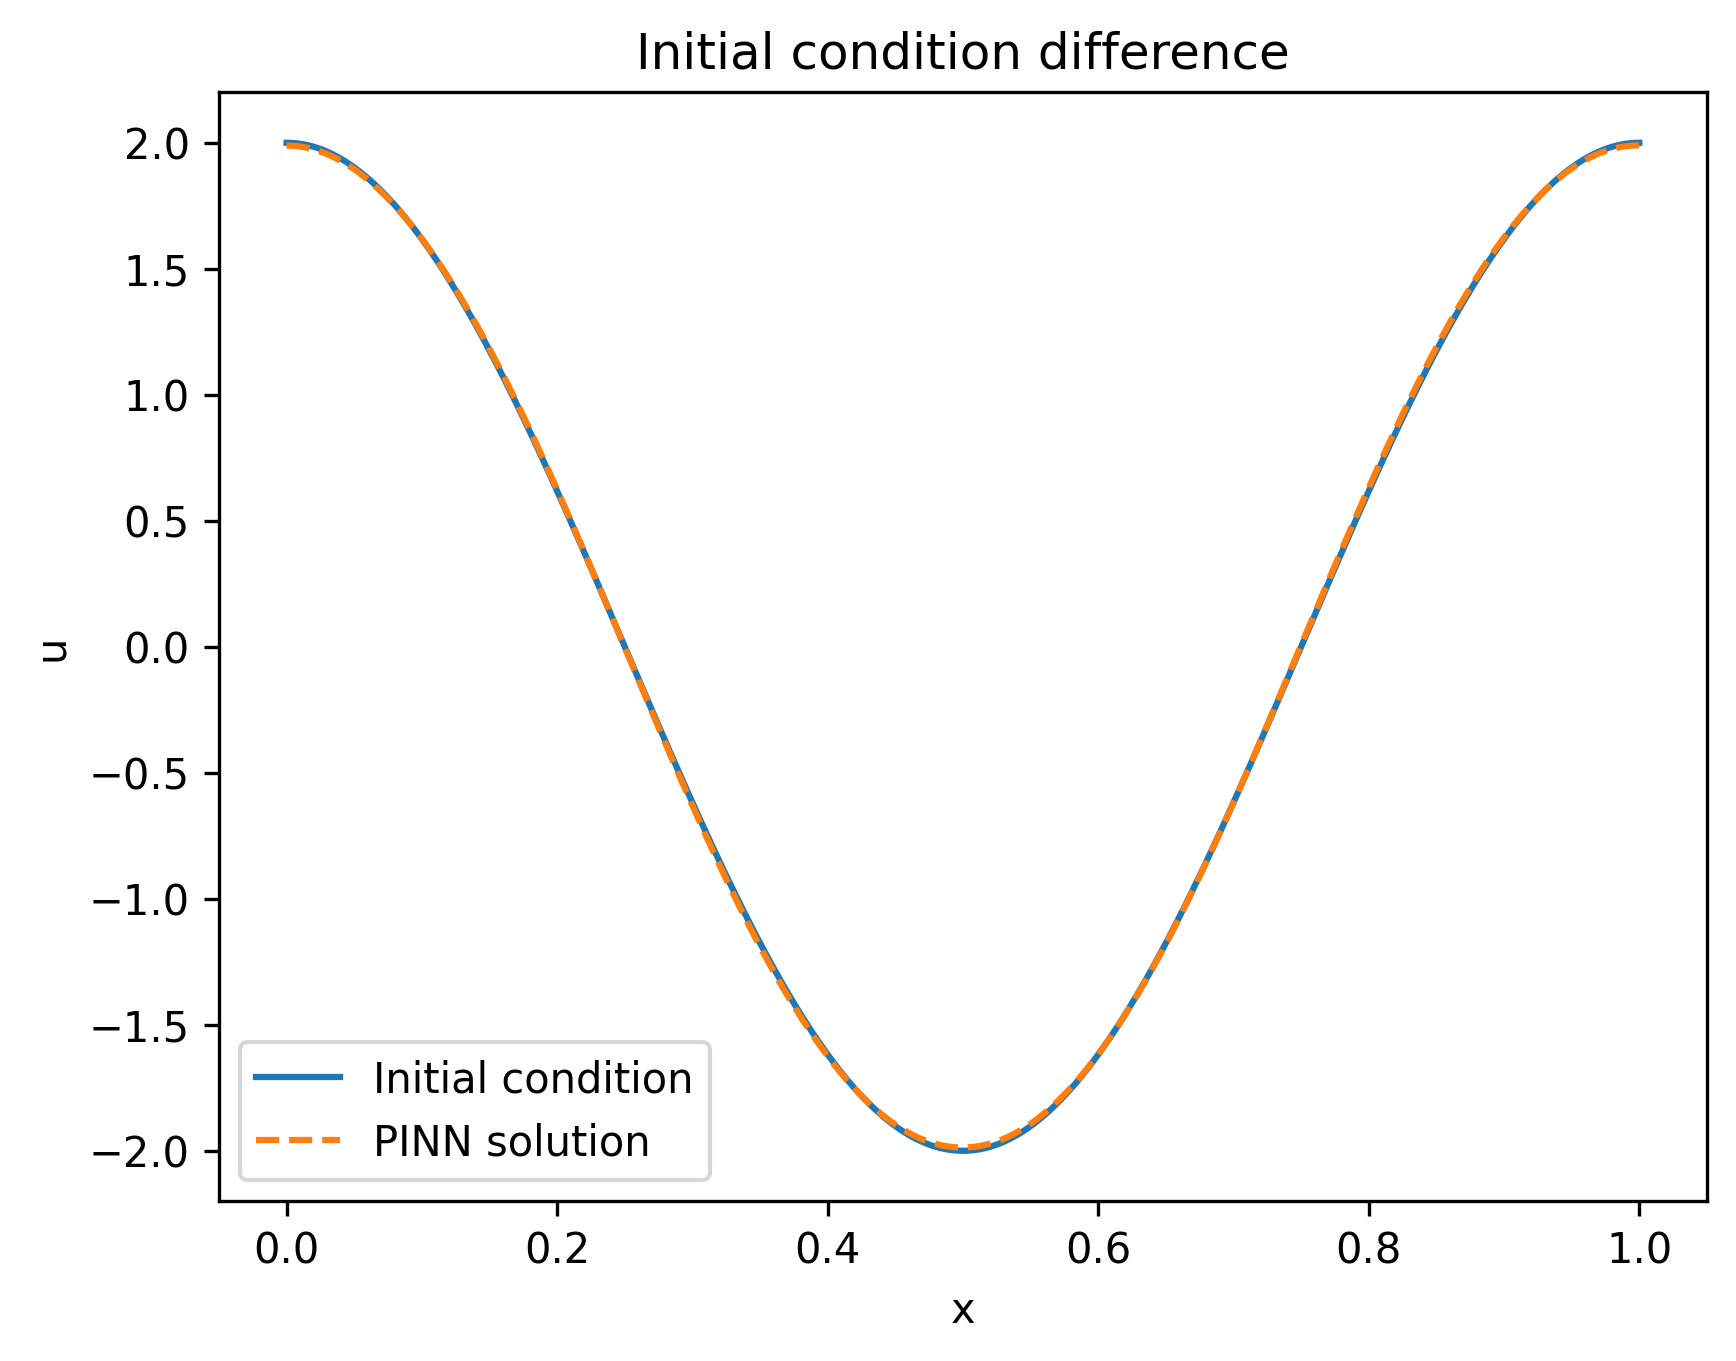 Initial condition difference
2.0
1.5
1.0
0.5
0.0
−0.5
−1.0
−1.5
−2.0
u
Initial condition
PINN solution
0.0 0.2 0.4 0.6 0.8 1.0
x